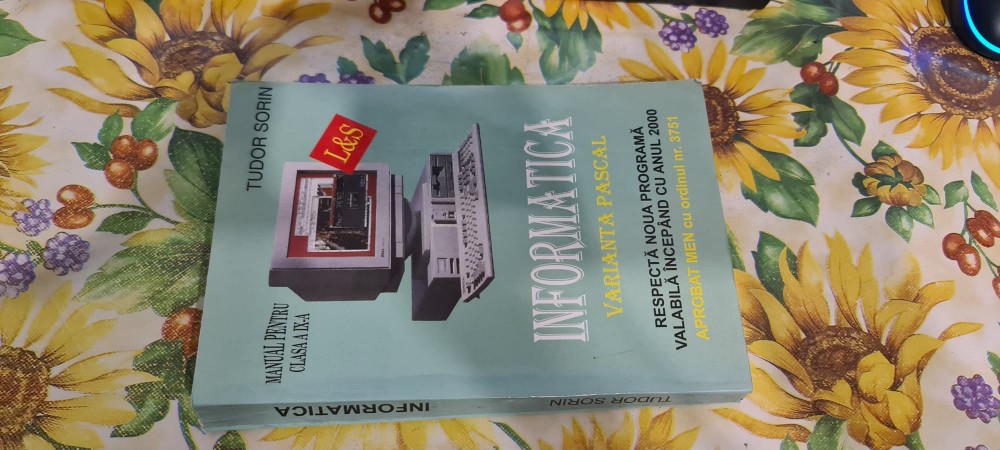 TUDOR SORIN
L&S
MANUAL PENTRU
CLASA A IX-A
INFORMATICA
VARIANTA PASCAL
RESPECTĂ NOUA PROGRAMĂ
VALABILĂ ÎNCEPÂND CU ANUL 2000
APROBAT MEN cu ordinul nr. 3751
INFORMATICA
TUDOR SORIN